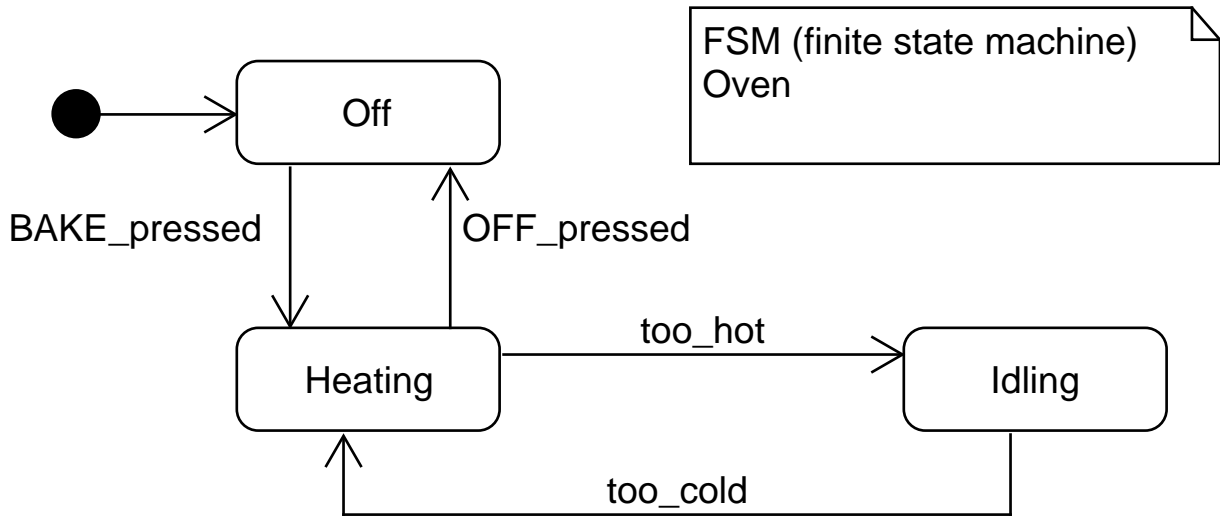 FSM (finite state machine)
Oven
Off
BAKE_pressed
OFF_pressed
too_hot
Heating
Idling
too_cold